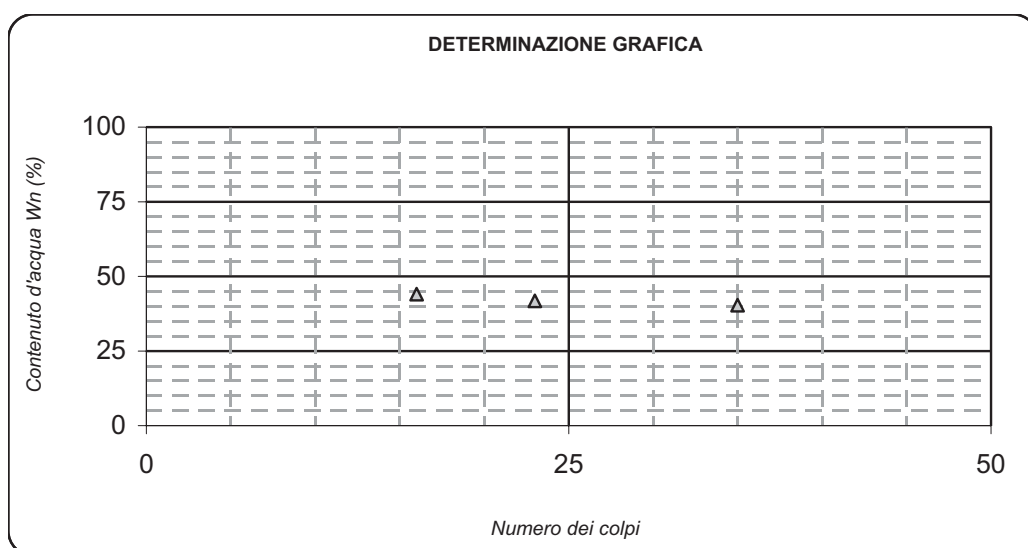 DETERMINAZIONE GRAFICA
Contenuto d'acqua Wn (%)
100
75
50
25
0
0 25 50
Numero dei colpi